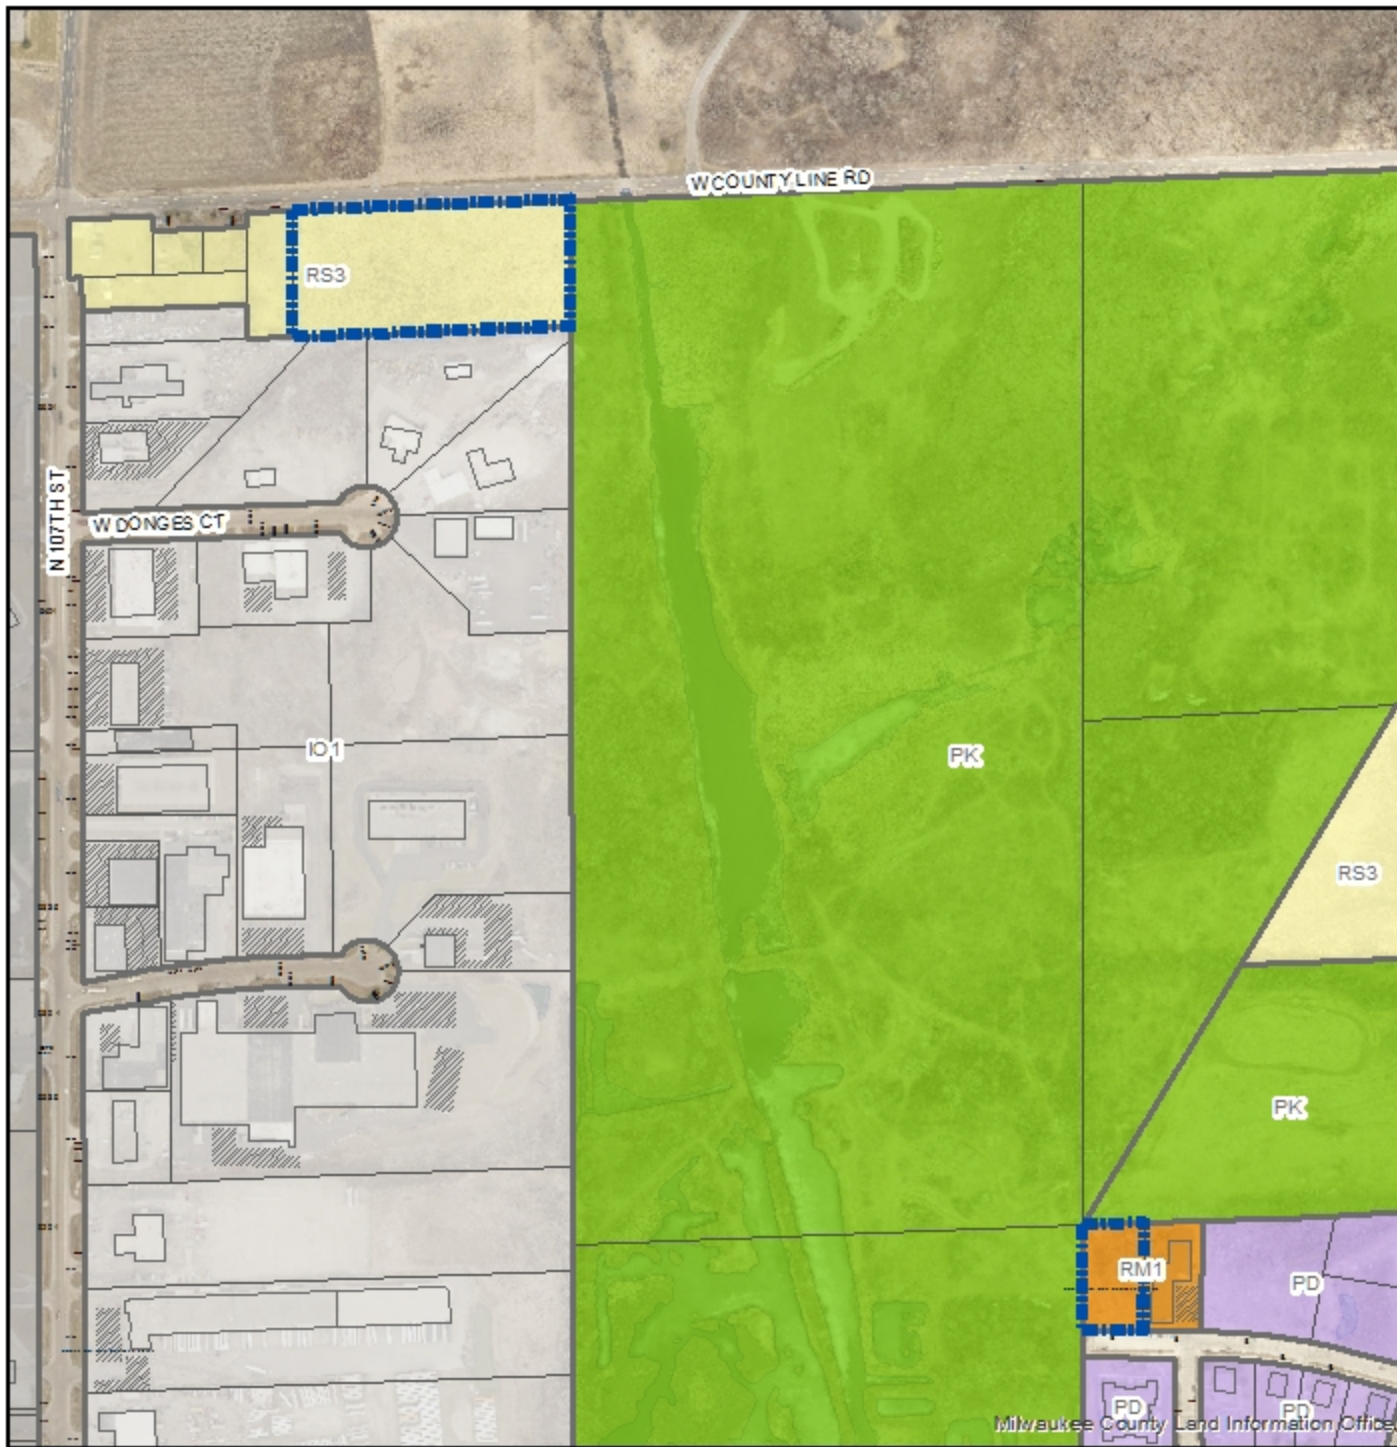 W COUNTY LINE RD
RS3
N 107TH ST
W DONGES CT
IO1
PK
RS3
PK
RM1
PD
PD
PD
Milwaukee County Land Information Office